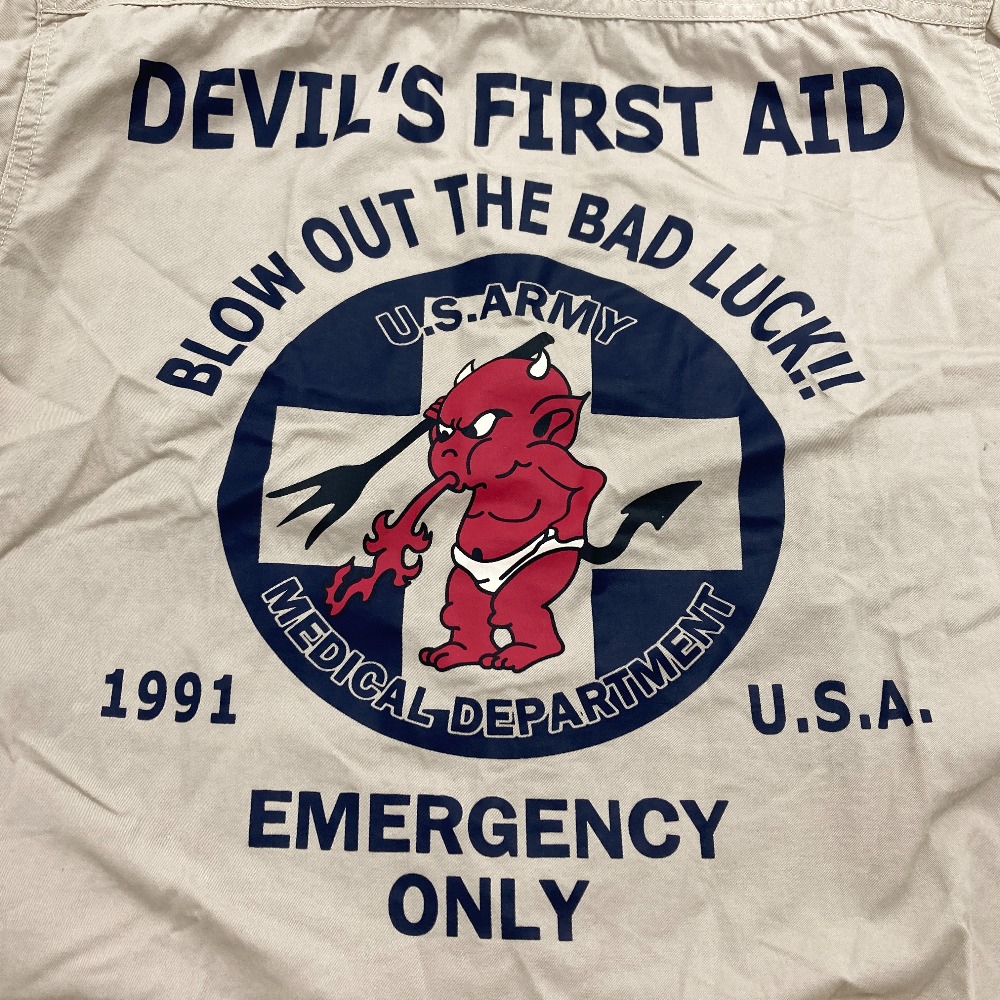 DEVIL'S FIRST AID
BLOW OUT THE BAD LUCK!!
U.S.ARMY
MEDICAL DEPARTMENT
1991
U.S.A.
EMERGENCY
ONLY